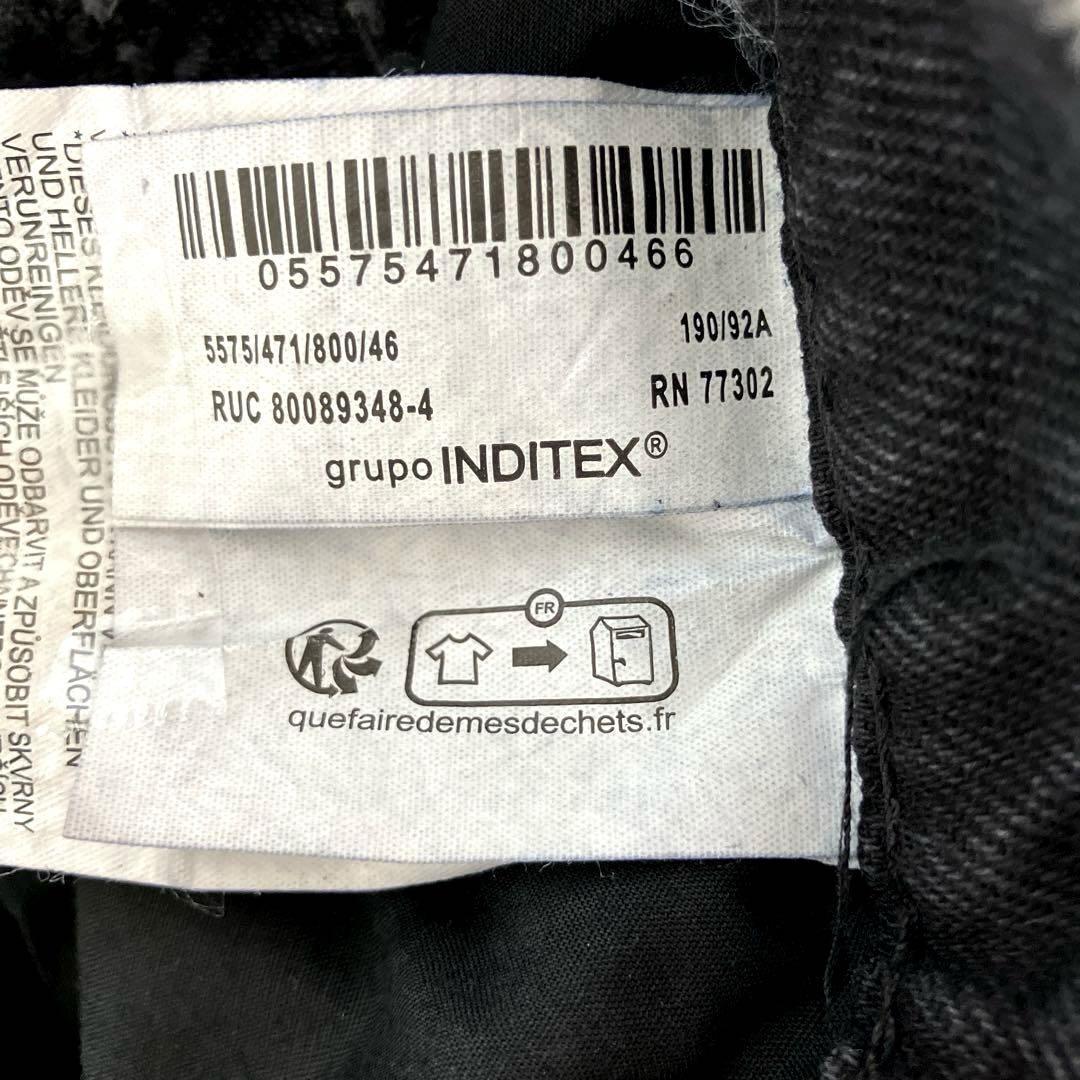 05575471800466
5575/471/800/46
190/92A
RUC 80089348-4
RN 77302
grupo INDITEX®
FR
quefairedemesdechets.fr
*DIESES
UND HELLERE KLEIDER UND OBERFLÄCHEN
VERUNREINIGEN
ODĚV SE MŮŽE ODBARVIT A ZPŮSOBIT SKVRNY